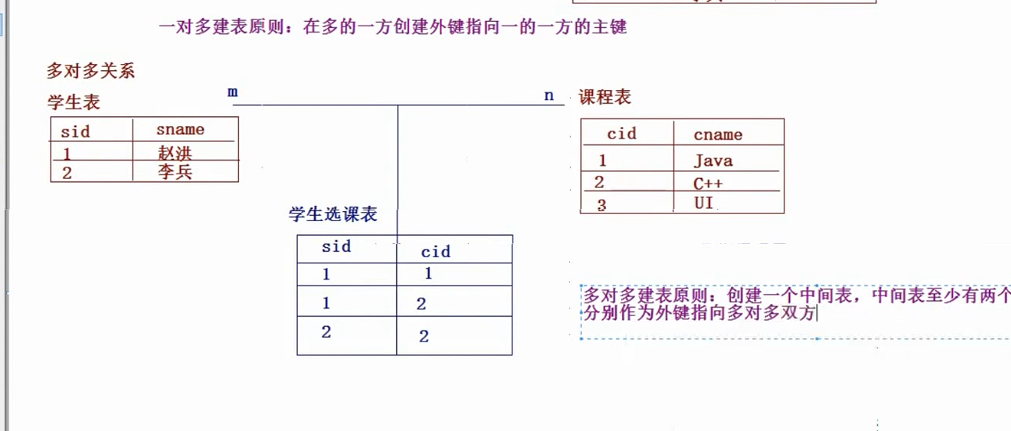 一对多建表原则：在多的一方创建外键指向一的一方的主键
多对多关系
学生表
m
n
课程表
sid sname
1 赵洪
2 李兵
cid cname
1 Java
2 C++
3 UI
学生选课表
sid cid
1 1
1 2
2 2
多对多建表原则：创建一个中间表，中间表至少有两个
分别作为外键指向多对多双方